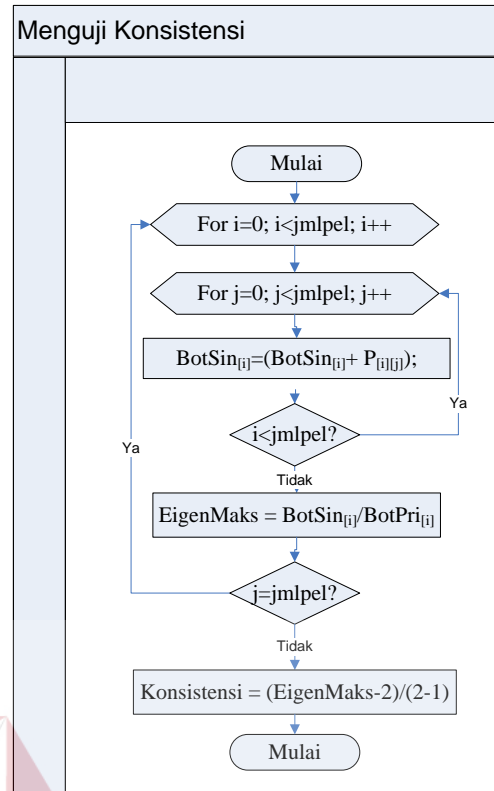 Menguji Konsistensi
Mulai
For i=0; i<jmlpel; i++
For j=0; j<jmlpel; j++
BotSin[i]=(BotSin[i]+ P[i][j]);
i<jmlpel?
Ya
Ya
Tidak
EigenMaks = BotSin[i]/BotPri[i]
j=jmlpel?
Tidak
Konsistensi = (EigenMaks-2)/(2-1)
Mulai